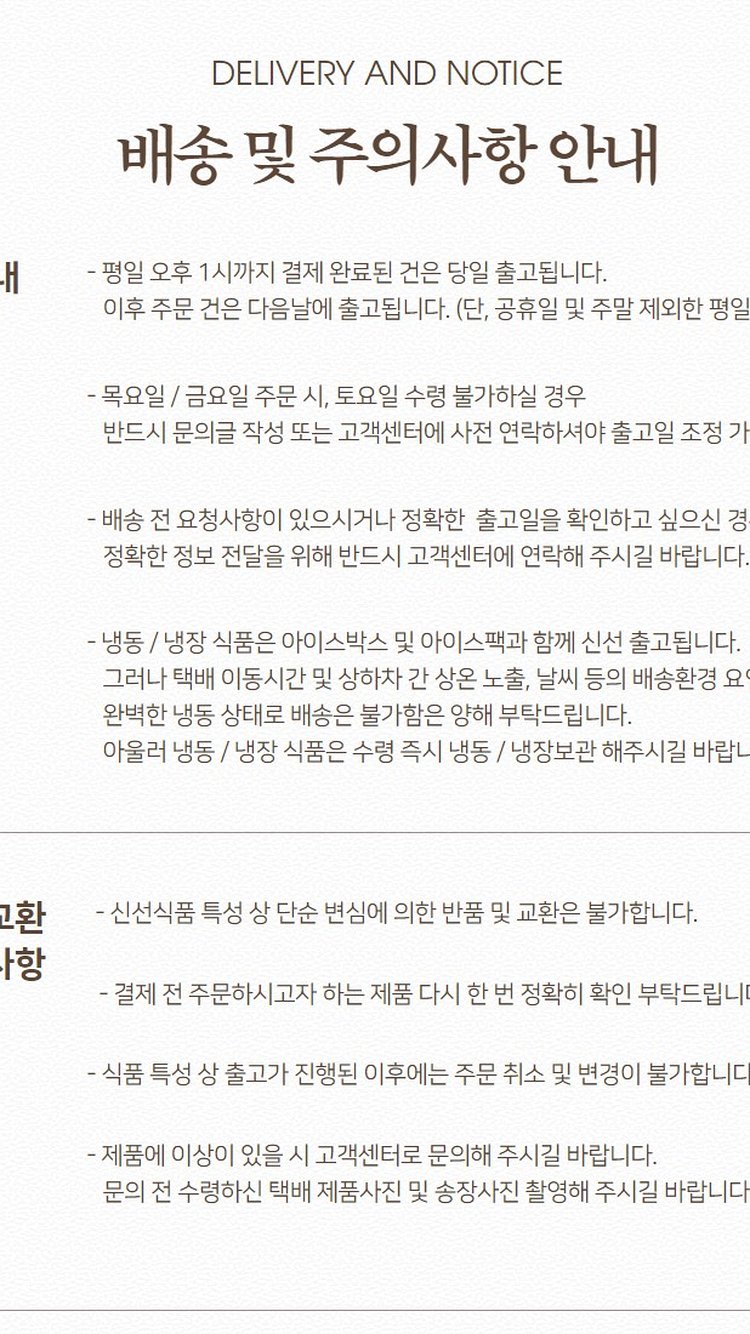 DELIVERY AND NOTICE
배송 및 주의사항 안내
내
- 평일 오후 1시까지 결제 완료된 건은 당일 출고됩니다.
이후 주문 건은 다음날에 출고됩니다. (단, 공휴일 및 주말 제외한 평일
- 목요일 / 금요일 주문 시, 토요일 수령 불가하실 경우
반드시 문의글 작성 또는 고객센터에 사전 연락하셔야 출고일 조정 가
- 배송 전 요청사항이 있으시거나 정확한 출고일을 확인하고 싶으신
정확한 정보 전달을 위해 반드시 고객센터에 연락해 주시길 바랍니다.
- 냉동 / 냉장 식품은 아이스박스 및 아이스팩과 함께 신선 출고됩니다.
그러나 택배 이동시간 및 상하차 간 상온 노출, 날씨 등의 배송환경
완벽한 냉동 상태로 배송은 불가함은 양해 부탁드립니다.
아울러 냉동 / 냉장 식품은 수령 즉시 냉동 / 냉장보관 해주시길
교환
사항
- 신선식품 특성 상 단순 변심에 의한 반품 및 교환은 불가합니다.
- 결제 전 주문하시고자 하는 제품 다시 한 번 정확히 확인
- 식품 특성 상 출고가 진행된 이후에는 주문 취소 및 변경이 불가합니다
- 제품에 이상이 있을 시 고객센터로 문의해 주시길 바랍니다.
문의 전 수령하신 택배 제품사진 및 송장사진 촬영해 주시길 바랍니다